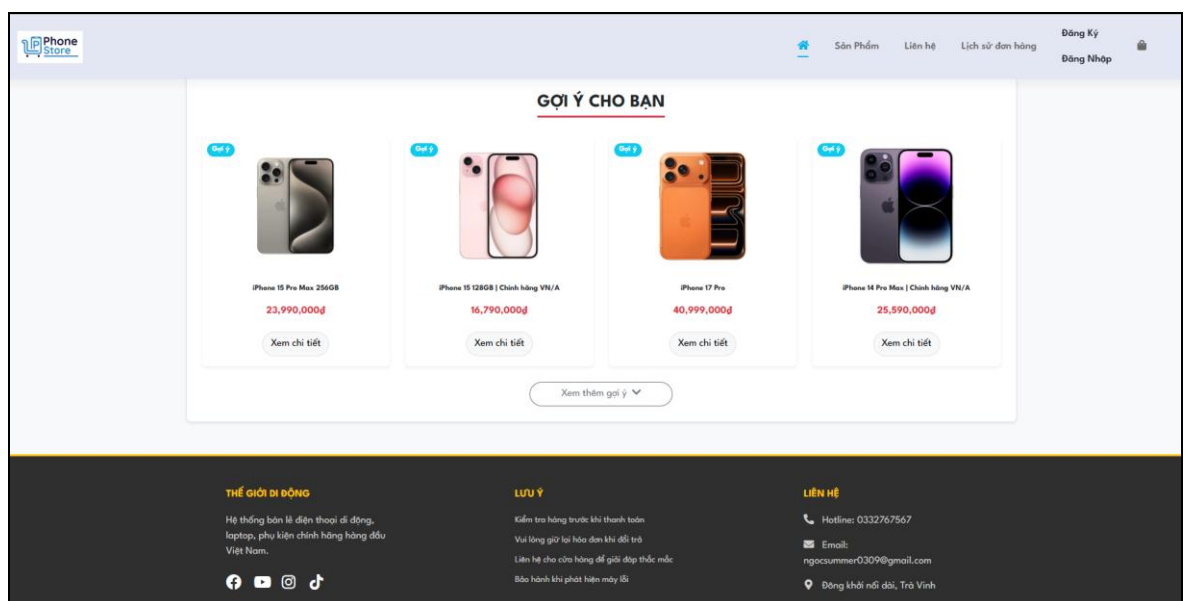 Phone
Store
Sản Phẩm
Liên hệ
Lịch sử đơn hàng
Đăng Ký
Đăng Nhập
GỢI Ý CHO BẠN
Gợi ý
Gợi ý
Gợi ý
Gợi ý
iPhone 15 Pro Max 256GB
iPhone 15 128GB | Chính hãng VN/A
iPhone 17 Pro
iPhone 14 Pro Max | Chính hãng VN/A
23,990,000₫
16,790,000₫
40,999,000₫
25,590,000₫
Xem chi tiết
Xem chi tiết
Xem chi tiết
Xem chi tiết
Xem thêm gợi ý
THẾ GIỚI DI ĐỘNG
Hệ thống bán lẻ điện thoại di động,
laptop, phụ kiện chính hãng hàng đầu
Việt Nam.
LƯU Ý
Kiểm tra hàng trước khi thanh toán
Vui lòng giữ lại hóa đơn khi đổi trả
Liên hệ cho cửa hàng để giải đáp thắc mắc
Bảo hành khi phát hiện máy lỗi
LIÊN HỆ
Hotline: 0332767567
Email:
ngocsummer0309@gmail.com
Đồng khởi nối dài, Trà Vinh